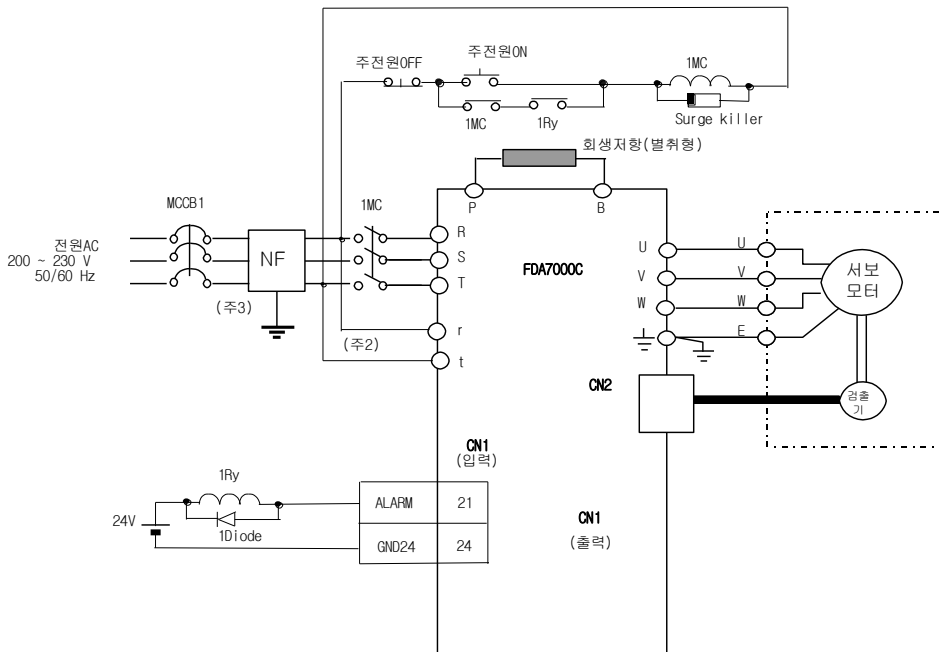 주전원OFF
주전원ON
1MC
1MC
1Ry
Surge killer
회생저항(별취형)
P
B
MCCB1
1MC
전원AC
200 ~ 230 V
50/60 Hz
NF
(주3)
R
S
T
(주2)
r
t
FDA7000C
U
V
W
U
V
W
E
서보
모터
CN2
검출
기
CN1
(입력)
1Ry
24V
1Diode
ALARM
21
GND24
24
CN1
(출력)